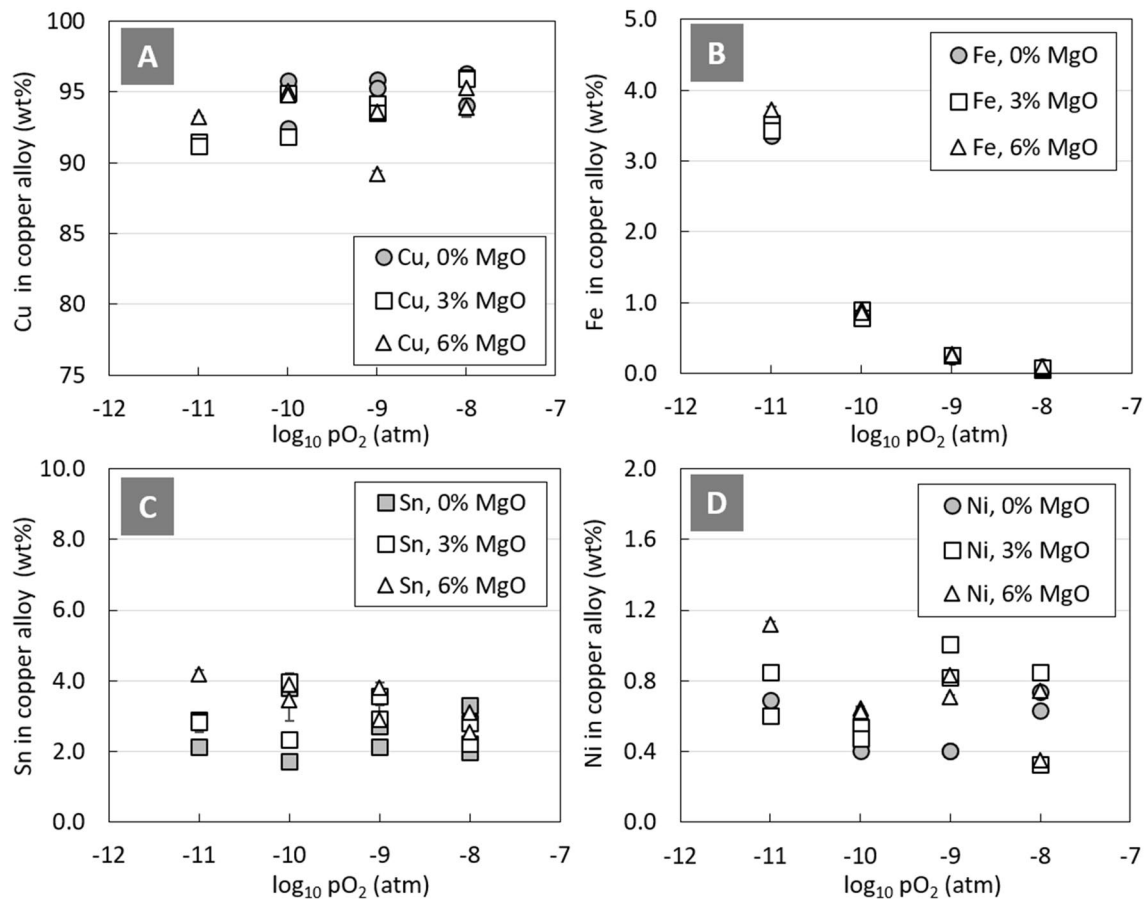 A
Cu in copper alloy (wt%)
100
95
90
85
80
75
Cu, 0% MgO
Cu, 3% MgO
Cu, 6% MgO
-12 -11 -10 -9 -8 -7
log₁₀ pO₂ (atm)
B
Fe in copper alloy (wt%)
5.0
4.0
3.0
2.0
1.0
0.0
Fe, 0% MgO
Fe, 3% MgO
Fe, 6% MgO
-12 -11 -10 -9 -8 -7
log₁₀ pO₂ (atm)
C
Sn in copper alloy (wt%)
10.0
8.0
6.0
4.0
2.0
0.0
Sn, 0% MgO
Sn, 3% MgO
Sn, 6% MgO
-12 -11 -10 -9 -8 -7
log₁₀ pO₂ (atm)
D
Ni in copper alloy (wt%)
2.0
1.6
1.2
0.8
0.4
0.0
Ni, 0% MgO
Ni, 3% MgO
Ni, 6% MgO
-12 -11 -10 -9 -8 -7
log₁₀ pO₂ (atm)